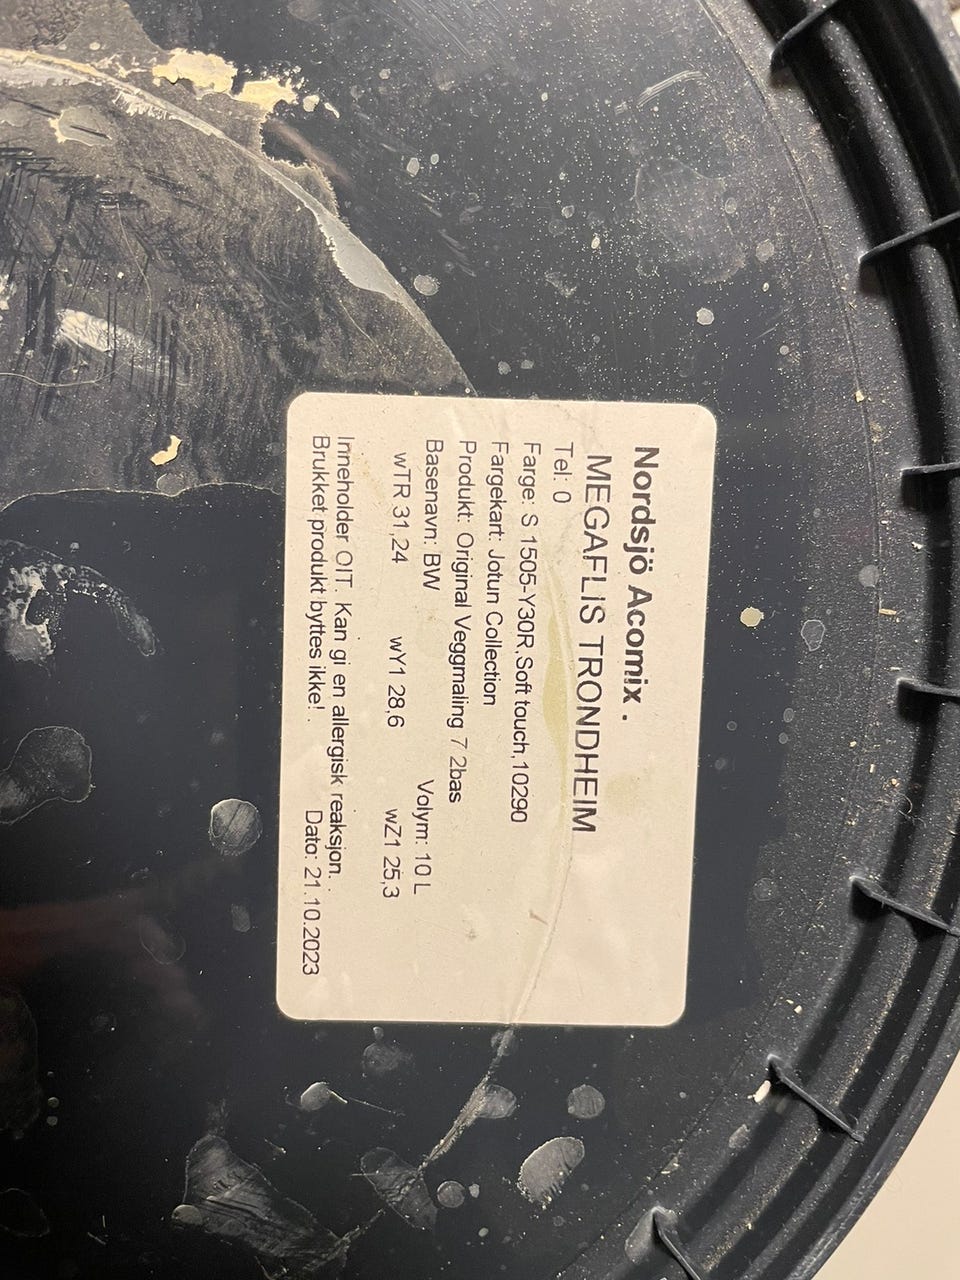 Nordsjö Acomix .
MEGAFLIS TRONDHEIM
Tel: 0
Farge: S 1505-Y30R,Soft touch,10290
Fargekart: Jotun Collection
Produkt: Original Veggmaling 7 2bas
Basenavn: BW Volym: 10 L
wTR 31,24 wY1 28,6 wZ1 25,3
Inneholder OIT. Kan gi en allergisk reaksjon. .
Brukket produkt byttes ikke! . Dato: 21.10.2023